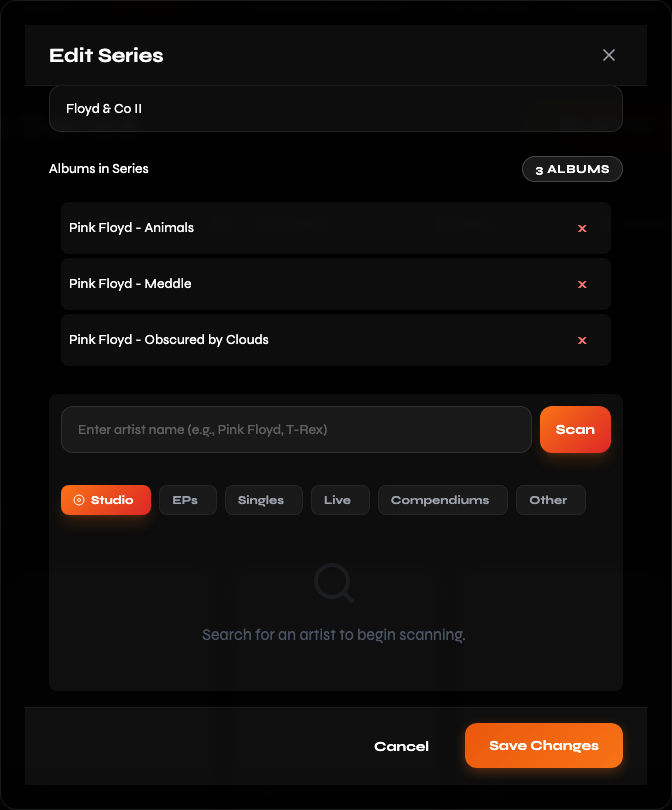 Edit Series
Floyd & Co II
Albums in Series
3 ALBUMS
Pink Floyd - Animals
x
Pink Floyd - Meddle
x
Pink Floyd - Obscured by Clouds
x
Enter artist name (e.g., Pink Floyd, T-Rex)
Scan
Studio
EPs
Singles
Live
Compendiums
Other
Search for an artist to begin scanning.
Cancel
Save Changes